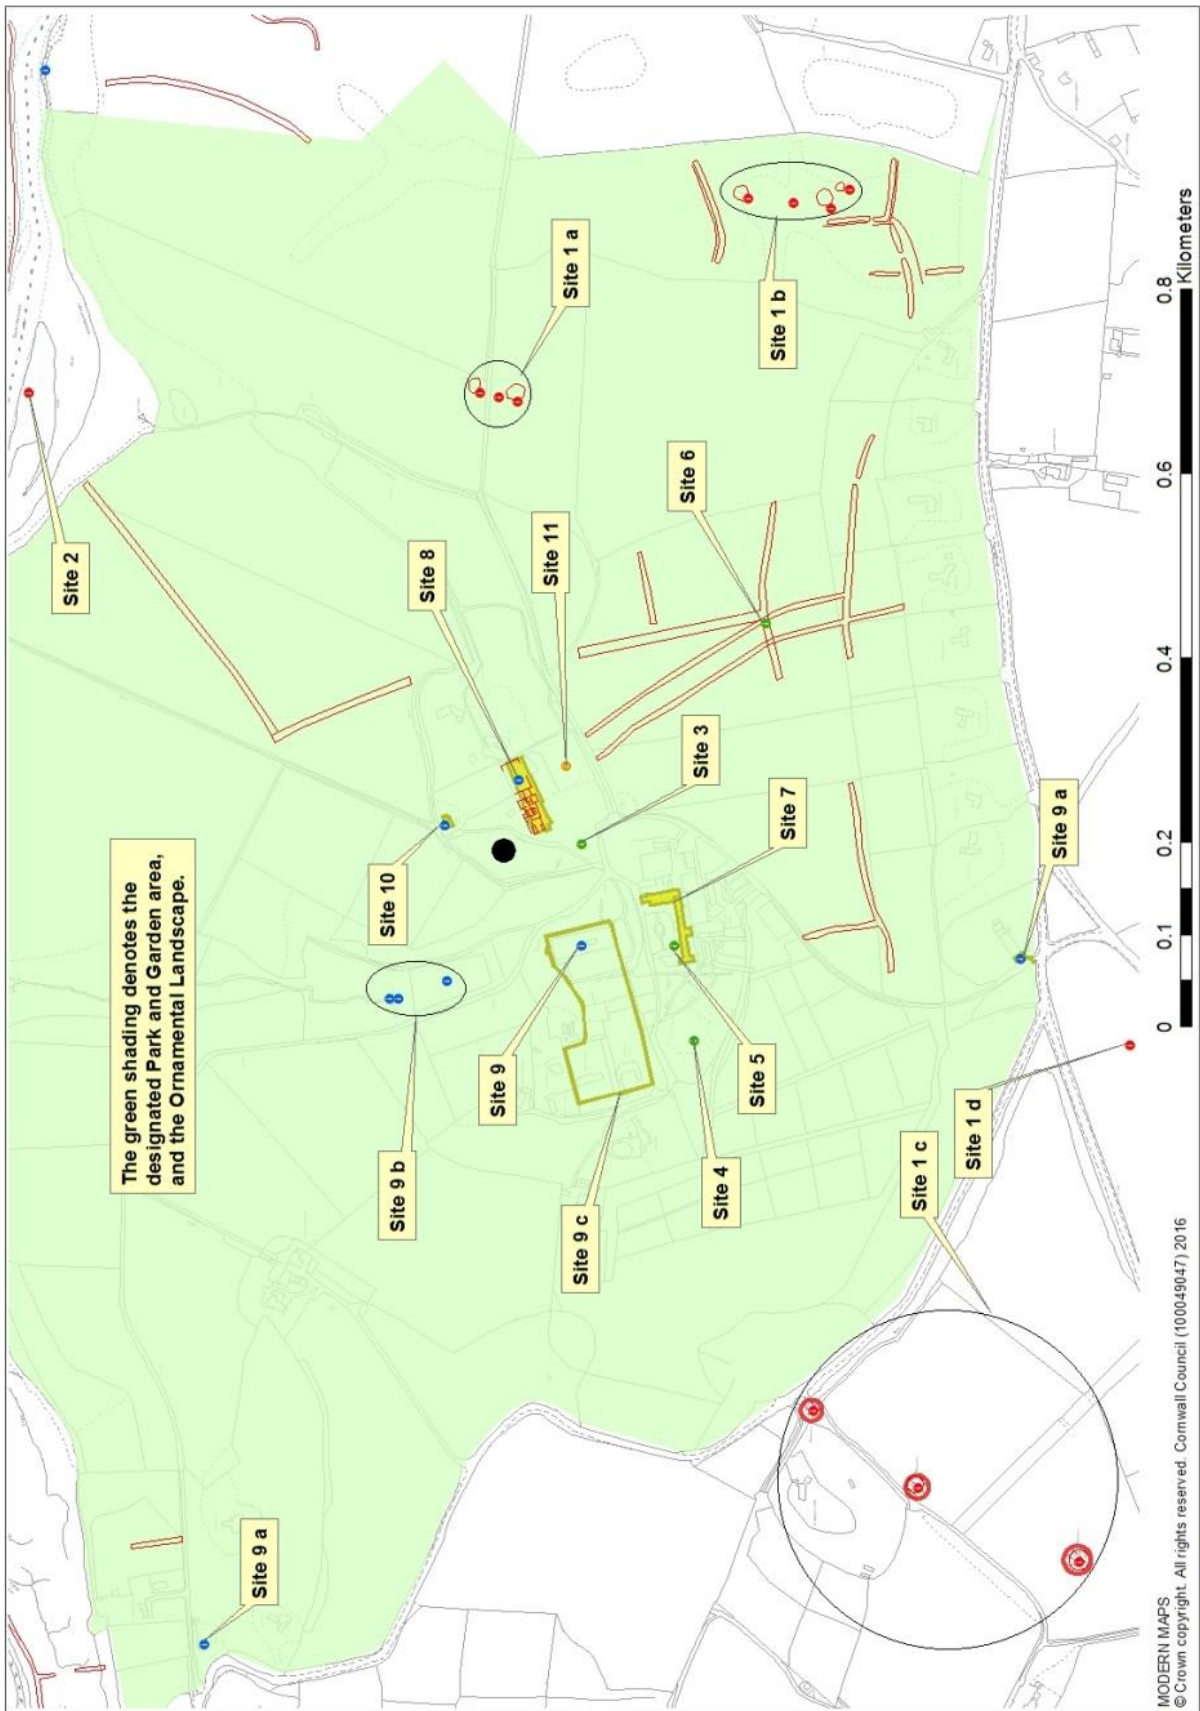 The green shading denotes the
designated Park and Garden area,
and the Ornamental Landscape.
Site 9 a
Site 9 b
Site 10
Site 8
Site 2
Site 9
Site 11
Site 1 a
Site 9 c
Site 4
Site 5
Site 7
Site 3
Site 6
Site 1 b
Site 1 c
Site 1 d
Site 9 a
0
0.1
0.2
0.4
0.6
0.8
Kilometers
MODERN MAPS
© Crown copyright. All rights reserved. Cornwall Council (100049047) 2016